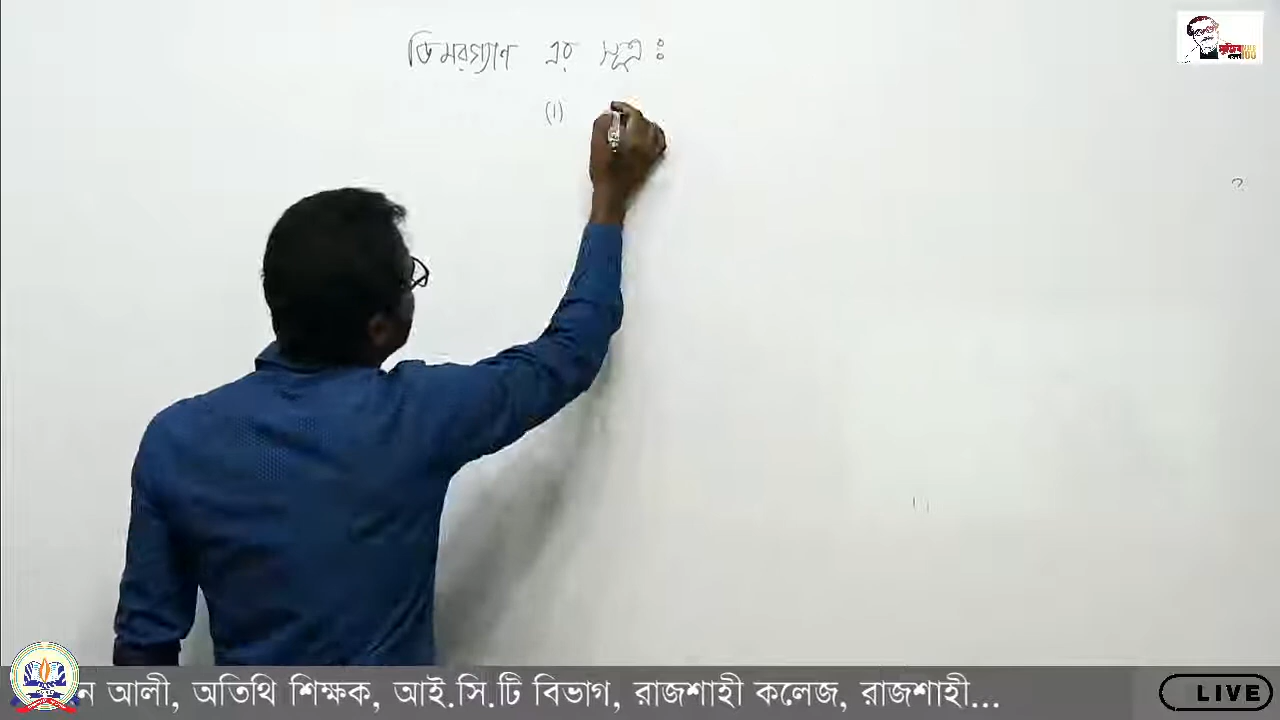 ডিমরগ্যান এর সূত্র ঃ
(1)
?
ন আলী, অতিথি শিক্ষক, আই.সি.টি বিভাগ, রাজশাহী কলেজ, রাজশাহী...
LIVE